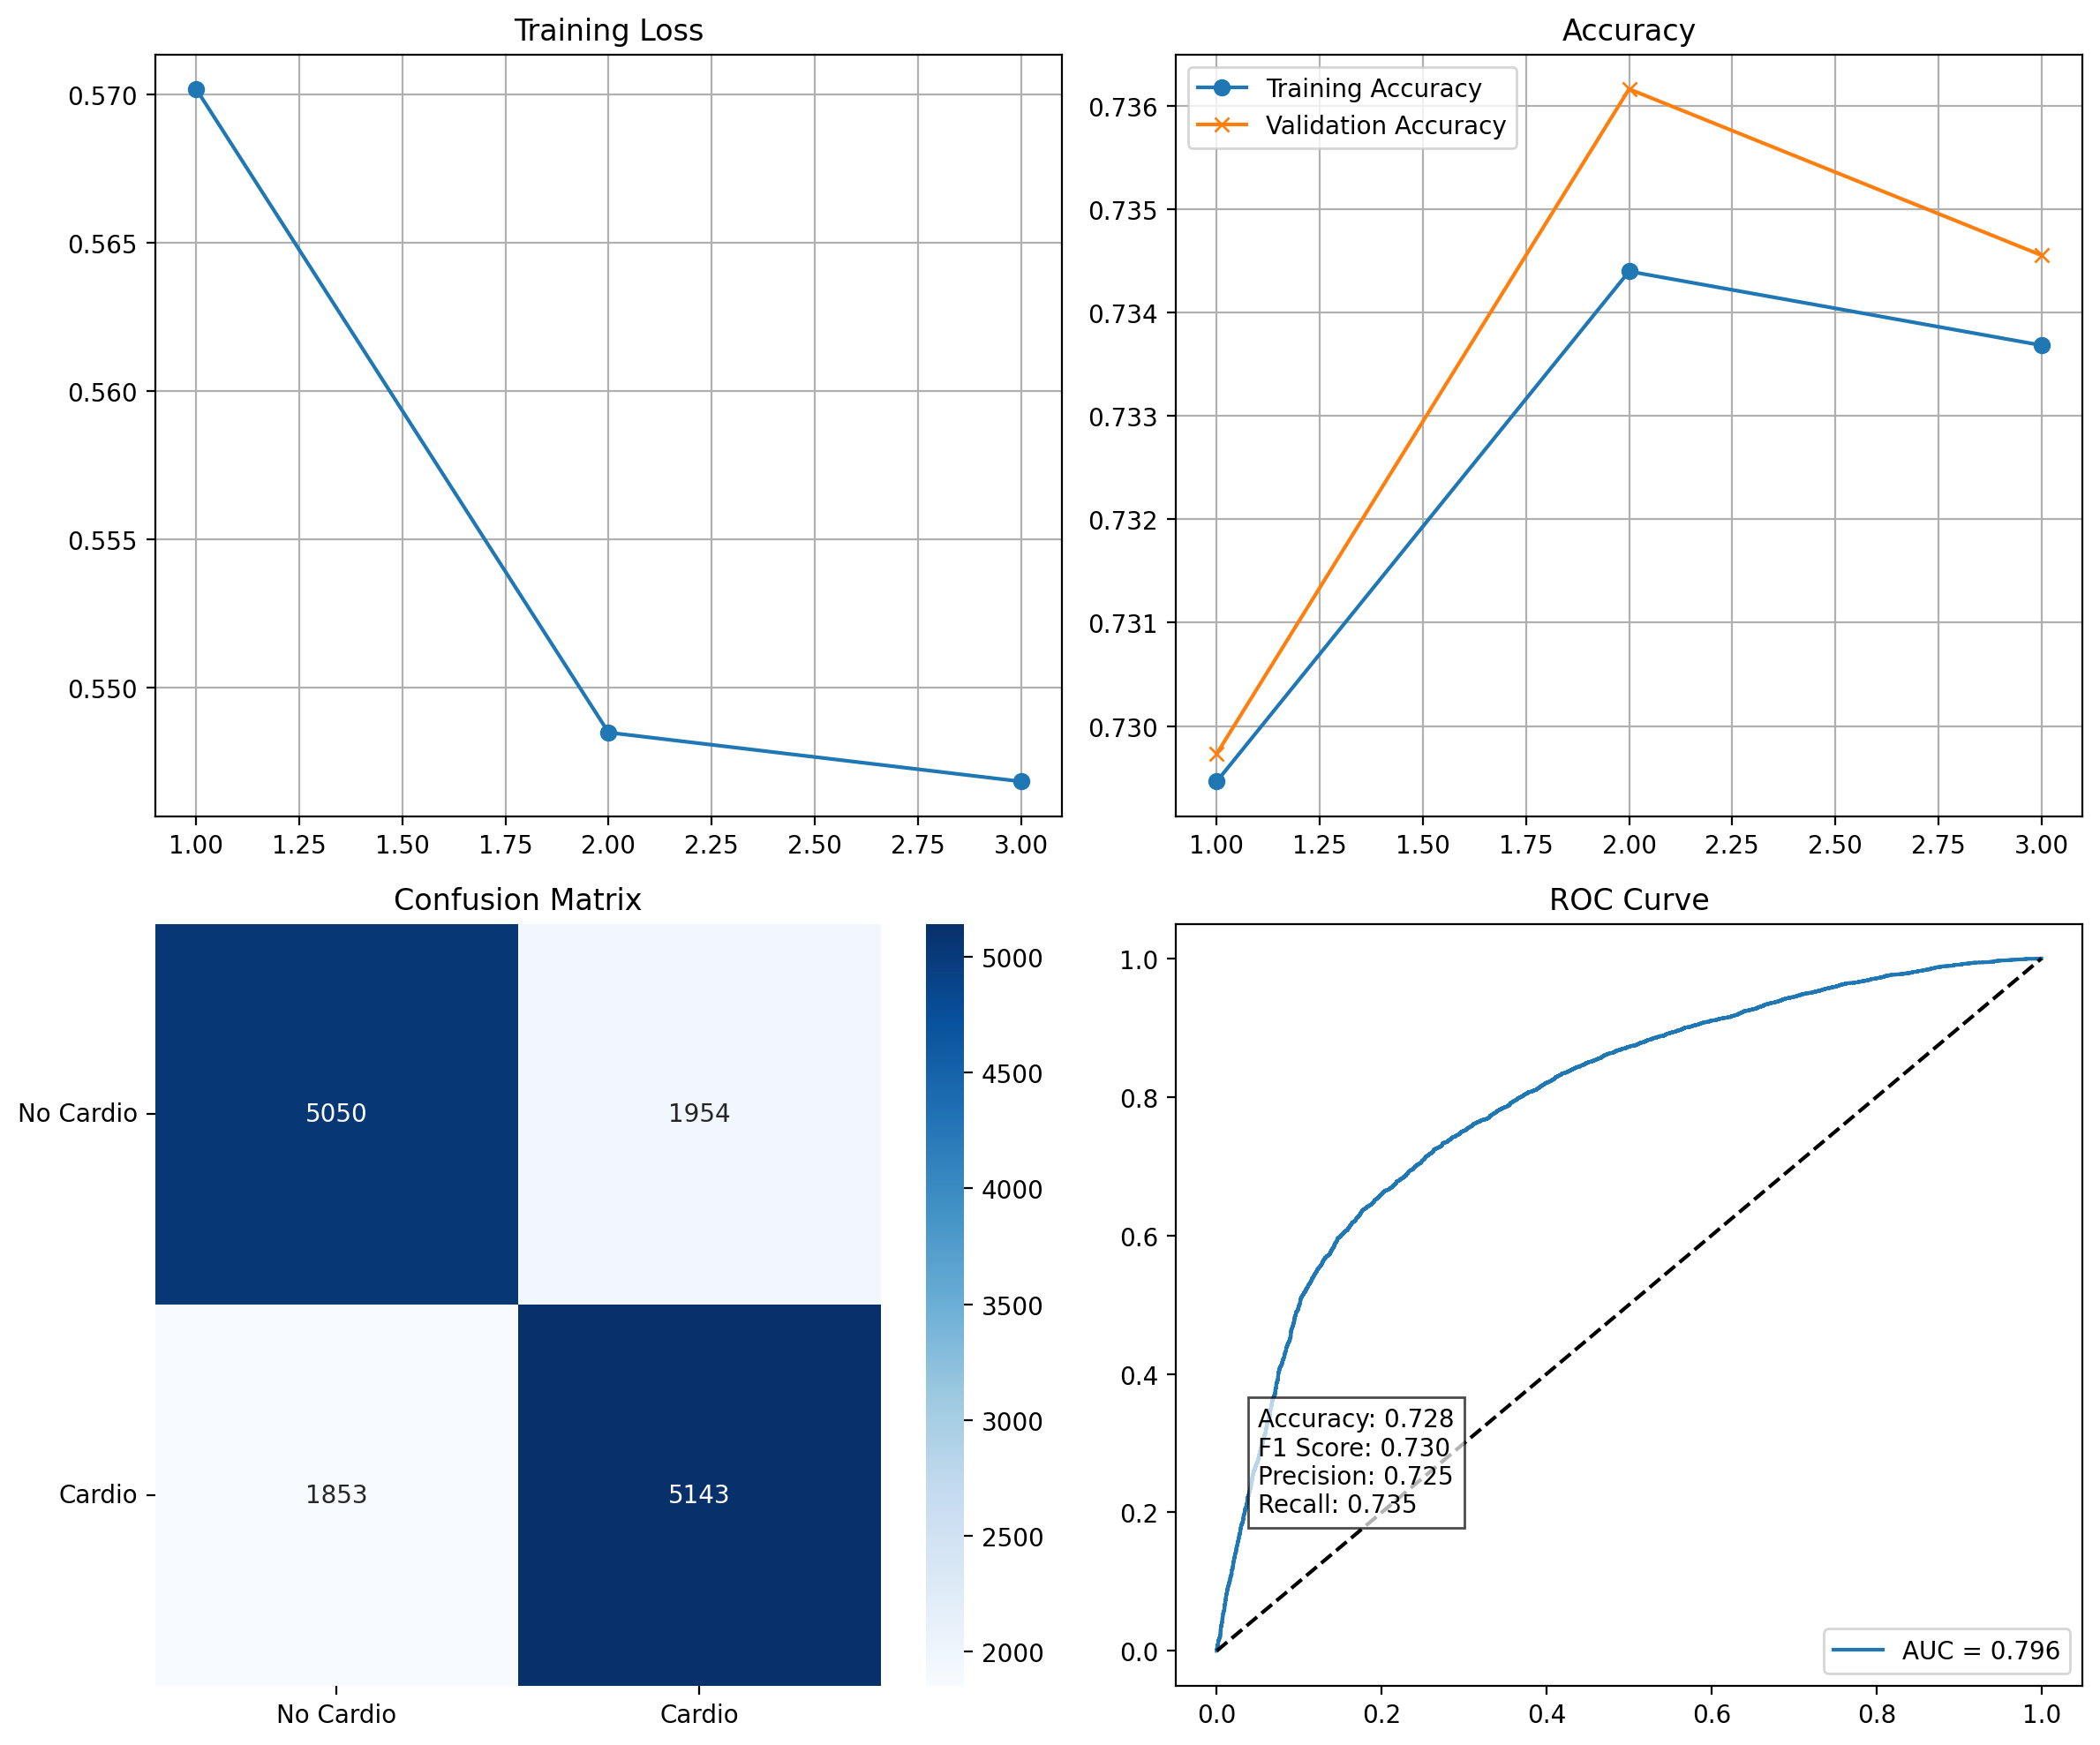 Training Loss
0.570
0.565
0.560
0.555
0.550
1.00 1.25 1.50 1.75 2.00 2.25 2.50 2.75 3.00
Accuracy
Training Accuracy
Validation Accuracy
0.736
0.735
0.734
0.733
0.732
0.731
0.730
1.00 1.25 1.50 1.75 2.00 2.25 2.50 2.75 3.00
Confusion Matrix
No Cardio
Cardio
5050 1954
1853 5143
No Cardio Cardio
5000
4500
4000
3500
3000
2500
2000
ROC Curve
1.0
0.8
0.6
0.4
0.2
0.0
Accuracy: 0.728
F1 Score: 0.730
Precision: 0.725
Recall: 0.735
AUC = 0.796
0.0 0.2 0.4 0.6 0.8 1.0